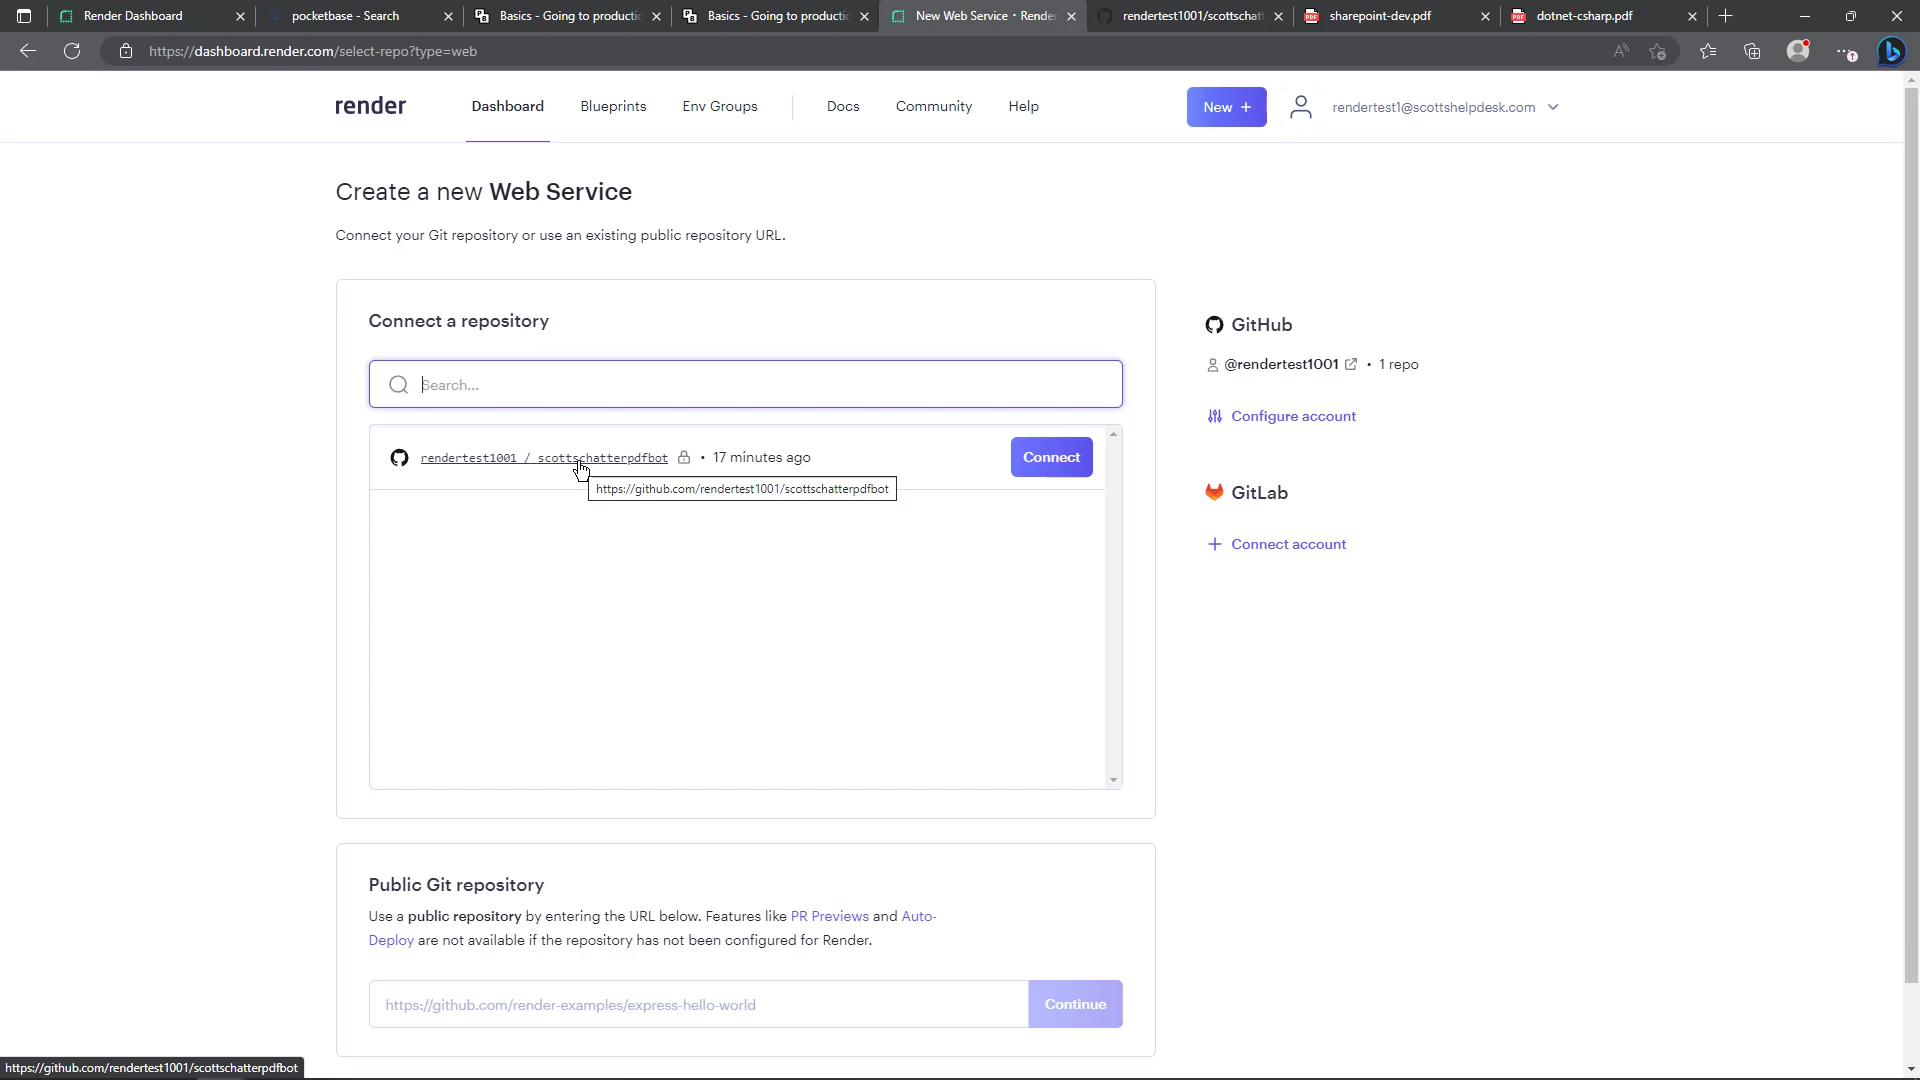 Render Dashboard
pocketbase - Search
Basics - Going to productic
Basics - Going to productic
New Web Service · Render
rendertest1001/scottschat
sharepoint-dev.pdf
dotnet-csharp.pdf
https://dashboard.render.com/select-repo?type=web
render
Dashboard
Blueprints
Env Groups
Docs
Community
Help
New +
rendertest1@scottshelpdesk.com
Create a new Web Service
Connect your Git repository or use an existing public repository URL.
Connect a repository
Search...
rendertest1001 / scottschatterpdfbot • 17 minutes ago
Connect
https://github.com/rendertest1001/scottschatterpdfbot
GitHub
@rendertest1001 • 1 repo
Configure account
GitLab
Connect account
Public Git repository
Use a public repository by entering the URL below. Features like PR Previews and Auto-
Deploy are not available if the repository has not been configured for Render.
https://github.com/render-examples/express-hello-world
Continue
https://github.com/rendertest1001/scottschatterpdfbot